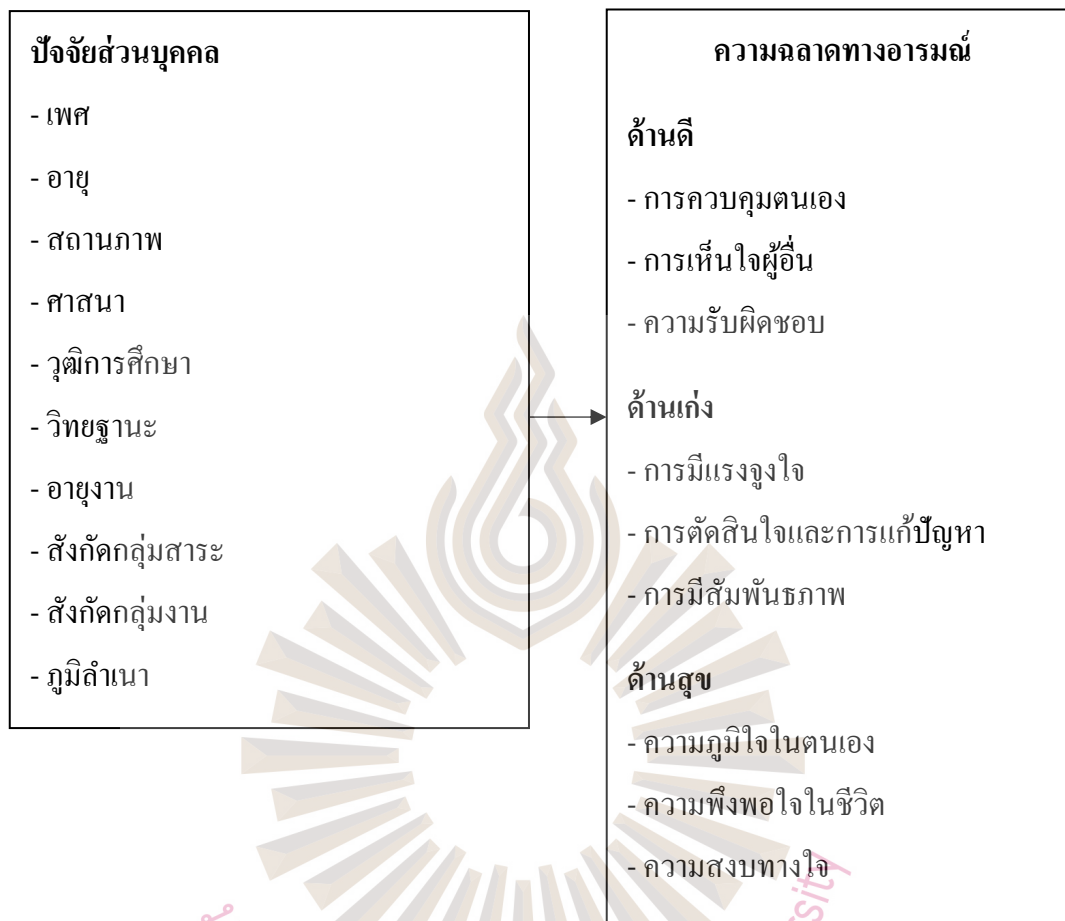 ปัจจัยส่วนบุคคล
- เพศ
- อายุ
- สถานภาพ
- ศาสนา
- วุฒิการศึกษา
- วิทยฐานะ
- อายุงาน
- สังกัดกลุ่มสาระ
- สังกัดกลุ่มงาน
- ภูมิลำเนา
ความฉลาดทางอารมณ์
ด้านดี
- การควบคุมตนเอง
- การเห็นใจผู้อื่น
- ความรับผิดชอบ
ด้านเก่ง
- การมีแรงจูงใจ
- การตัดสินใจและการแก้ปัญหา
- การมีสัมพันธภาพ
ด้านสุข
- ความภูมิใจในตนเอง
- ความพึงพอใจในชีวิต
- ความสงบทางใจ